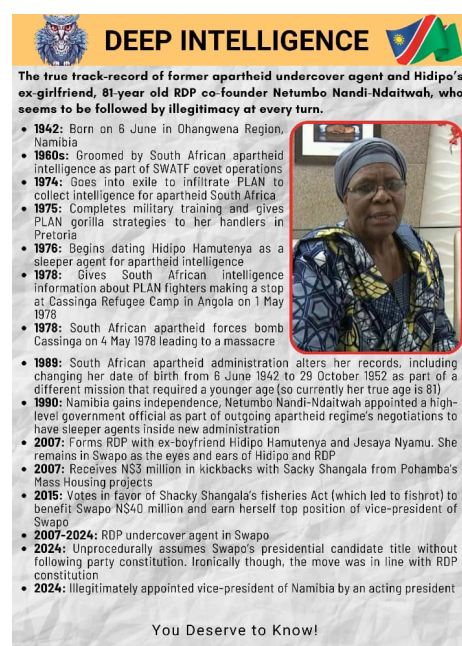 DEEP INTELLIGENCE
The true track-record of former apartheid undercover agent and Hidipo's
ex-girlfriend, 81-year old RDP co-founder Netumbo Nandi-Ndaitwah, who
seems to be followed by illegitimacy at every turn.
• 1942: Born on 6 June in Ohangwena Region,
Namibia
• 1960s: Groomed by South African apartheid
intelligence as part of SWATF covet operations
• 1974: Goes into exile to infiltrate PLAN to
collect intelligence for apartheid South Africa
• 1975: Completes military training and gives
PLAN gorilla strategies to her handlers in
Pretoria
• 1976: Begins dating Hidipo Hamutenya as a
sleeper agent for apartheid intelligence
• 1978: Gives South African intelligence
information about PLAN fighters making a stop
at Cassinga Refugee Camp in Angola on 1 May
1978
• 1978: South African apartheid forces bomb
Cassinga on 4 May 1978 leading to a massacre
• 1989: South African apartheid administration alters her records, including
changing her date of birth from 6 June 1942 to 29 October 1952 as part of a
different mission that required a younger age (so currently her true age is 81)
• 1990: Namibia gains independence, Netumbo Nandi-Ndaitwah appointed a high-
level government official as part of outgoing apartheid regime's negotiations to
have sleeper agents inside new administration
• 2007: Forms RDP with ex-boyfriend Hidipo Hamutenya and Jesaya Nyamu. She
remains in Swapo as the eyes and ears of Hidipo and RDP
• 2007: Receives N$3 million in kickbacks with Sacky Shangala from Pohamba's
Mass Housing projects
• 2015: Votes in favor of Shacky Shangala's fisheries Act (which led to fishrot) to
benefit Swapo N$40 million and earn herself top position of vice-president of
Swapo
• 2007-2024: RDP undercover agent in Swapo
• 2024: Unprocedurally assumes Swapo's presidential candidate title without
following party constitution. Ironically though, the move was in line with RDP
constitution
• 2024: Illegitimately appointed vice-president of Namibia by an acting president
You Deserve to Know!